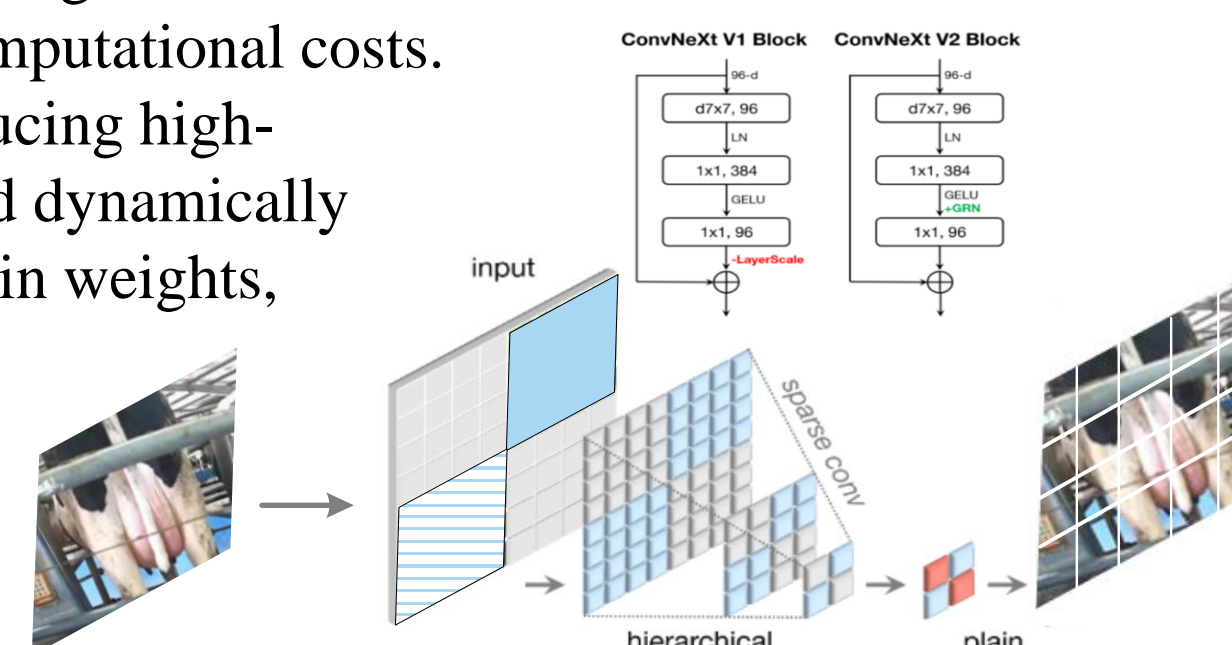 mputational costs.
ucing high-
d dynamically
in weights,
ConvNeXt V1 Block
96-d
d7x7, 96
LN
1x1, 384
GELU
1x1, 96
-LayerScale
ConvNeXt V2 Block
96-d
d7x7, 96
LN
1x1, 384
GELU
+GRN
1x1, 96
input
sparse conv
hierarchical
plain